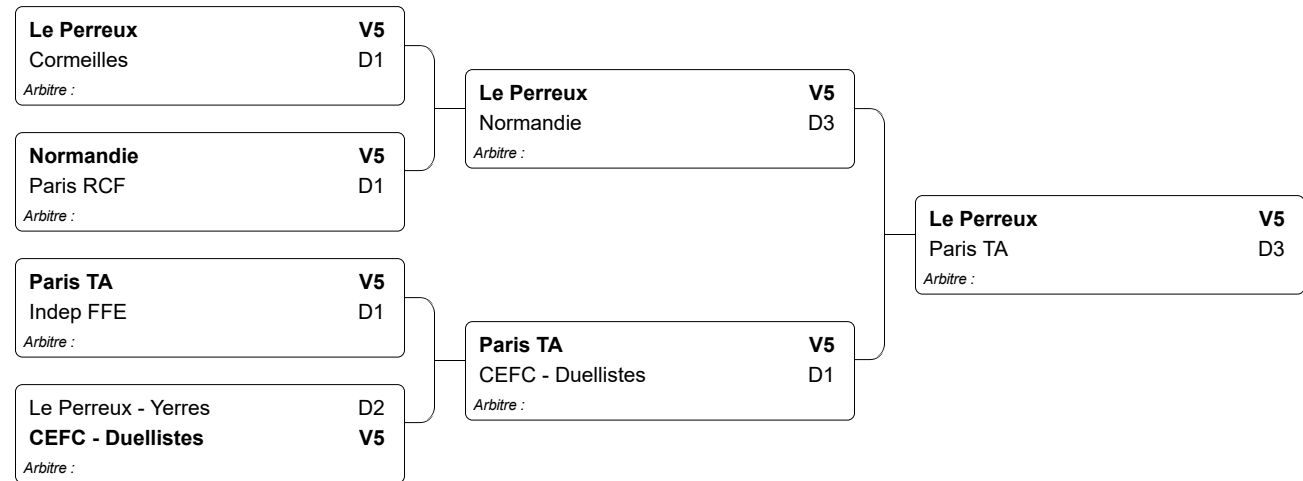 Le Perreux V5
Cormeilles D1
Arbitre :
Normandie V5
Paris RCF D1
Arbitre :
Paris TA V5
Indep FFE D1
Arbitre :
Le Perreux - Yerres D2
CEFC - Duellistes V5
Arbitre :
Le Perreux V5
Normandie D3
Arbitre :
Paris TA V5
CEFC - Duellistes D1
Arbitre :
Le Perreux V5
Paris TA D3
Arbitre :